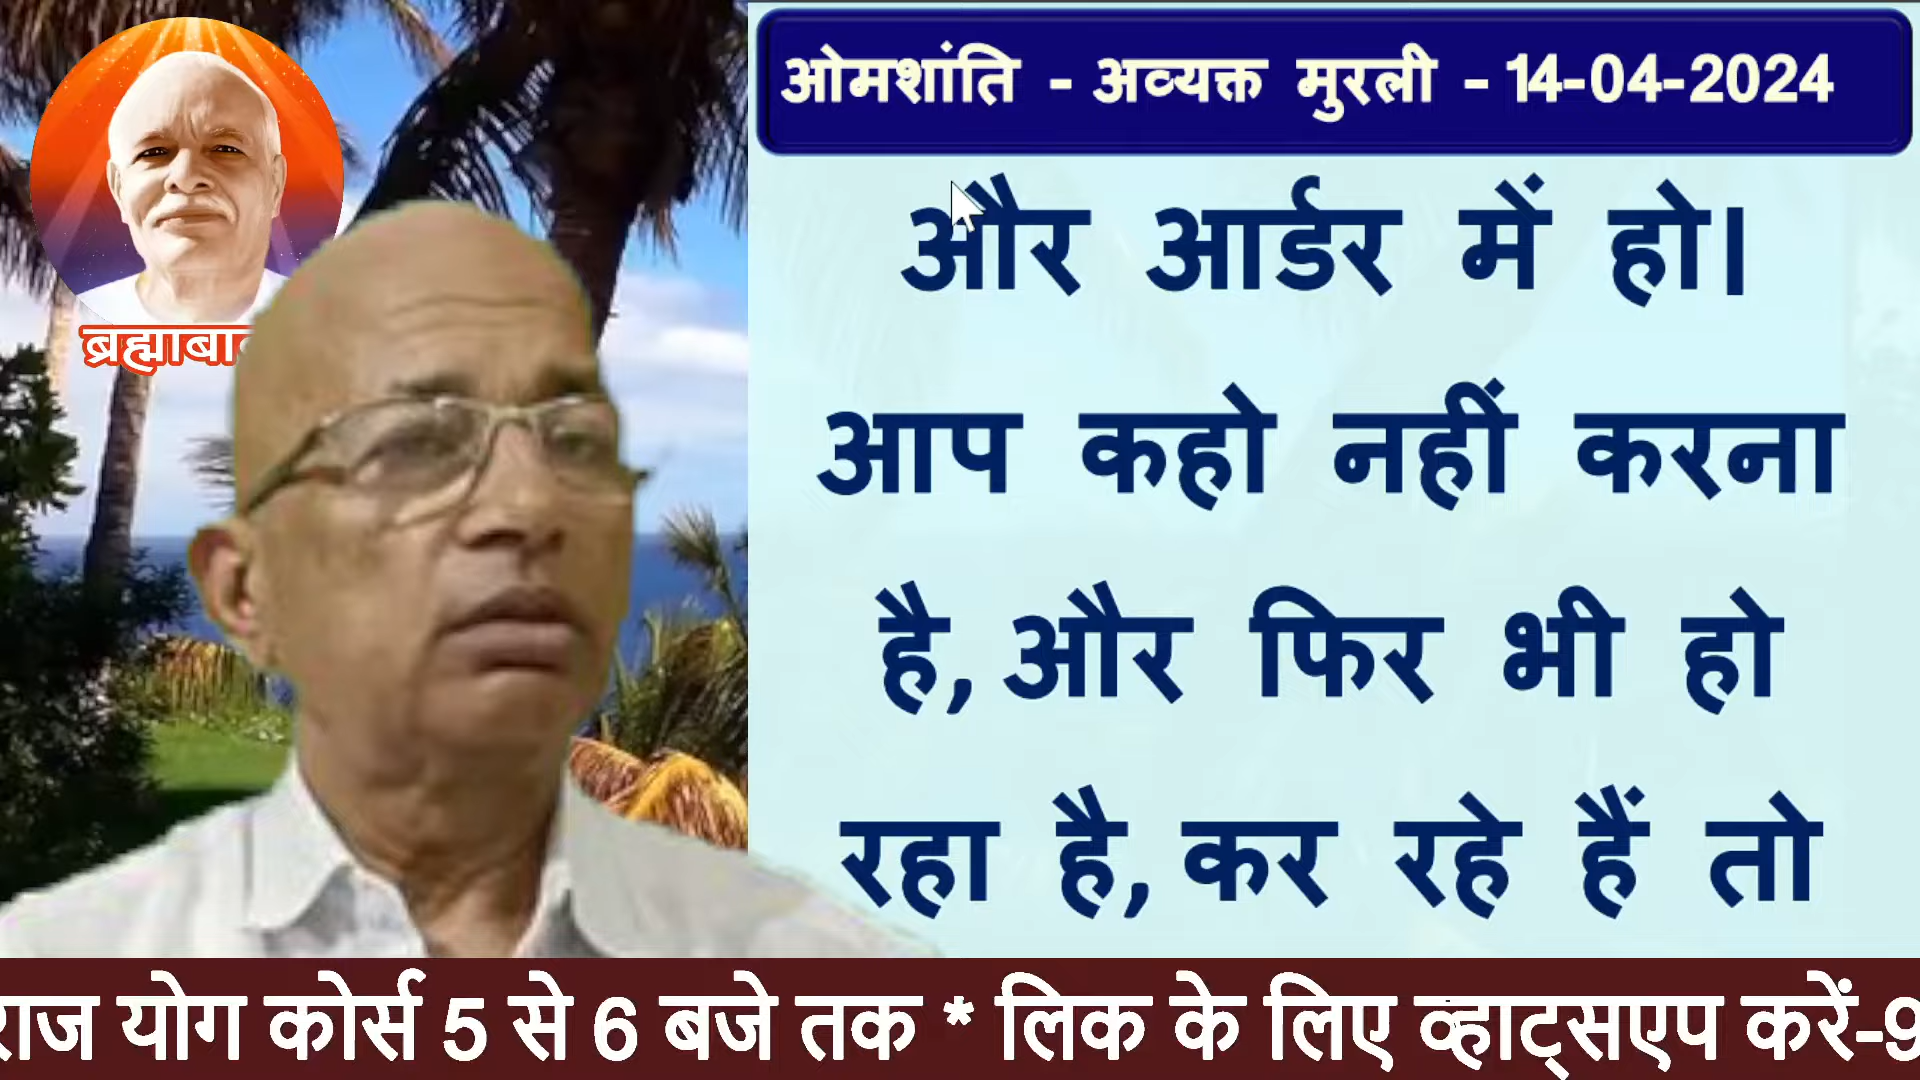 ओमशांति - अव्यक्त मुरली - 14-04-2024
और आर्डर में हो।
आप कहो नहीं करना
है, और फिर भी हो
रहा है, कर रहे हैं तो
राज योग कोर्स 5 से 6 बजे तक * लिक के लिए व्हाट्सएप करें-9